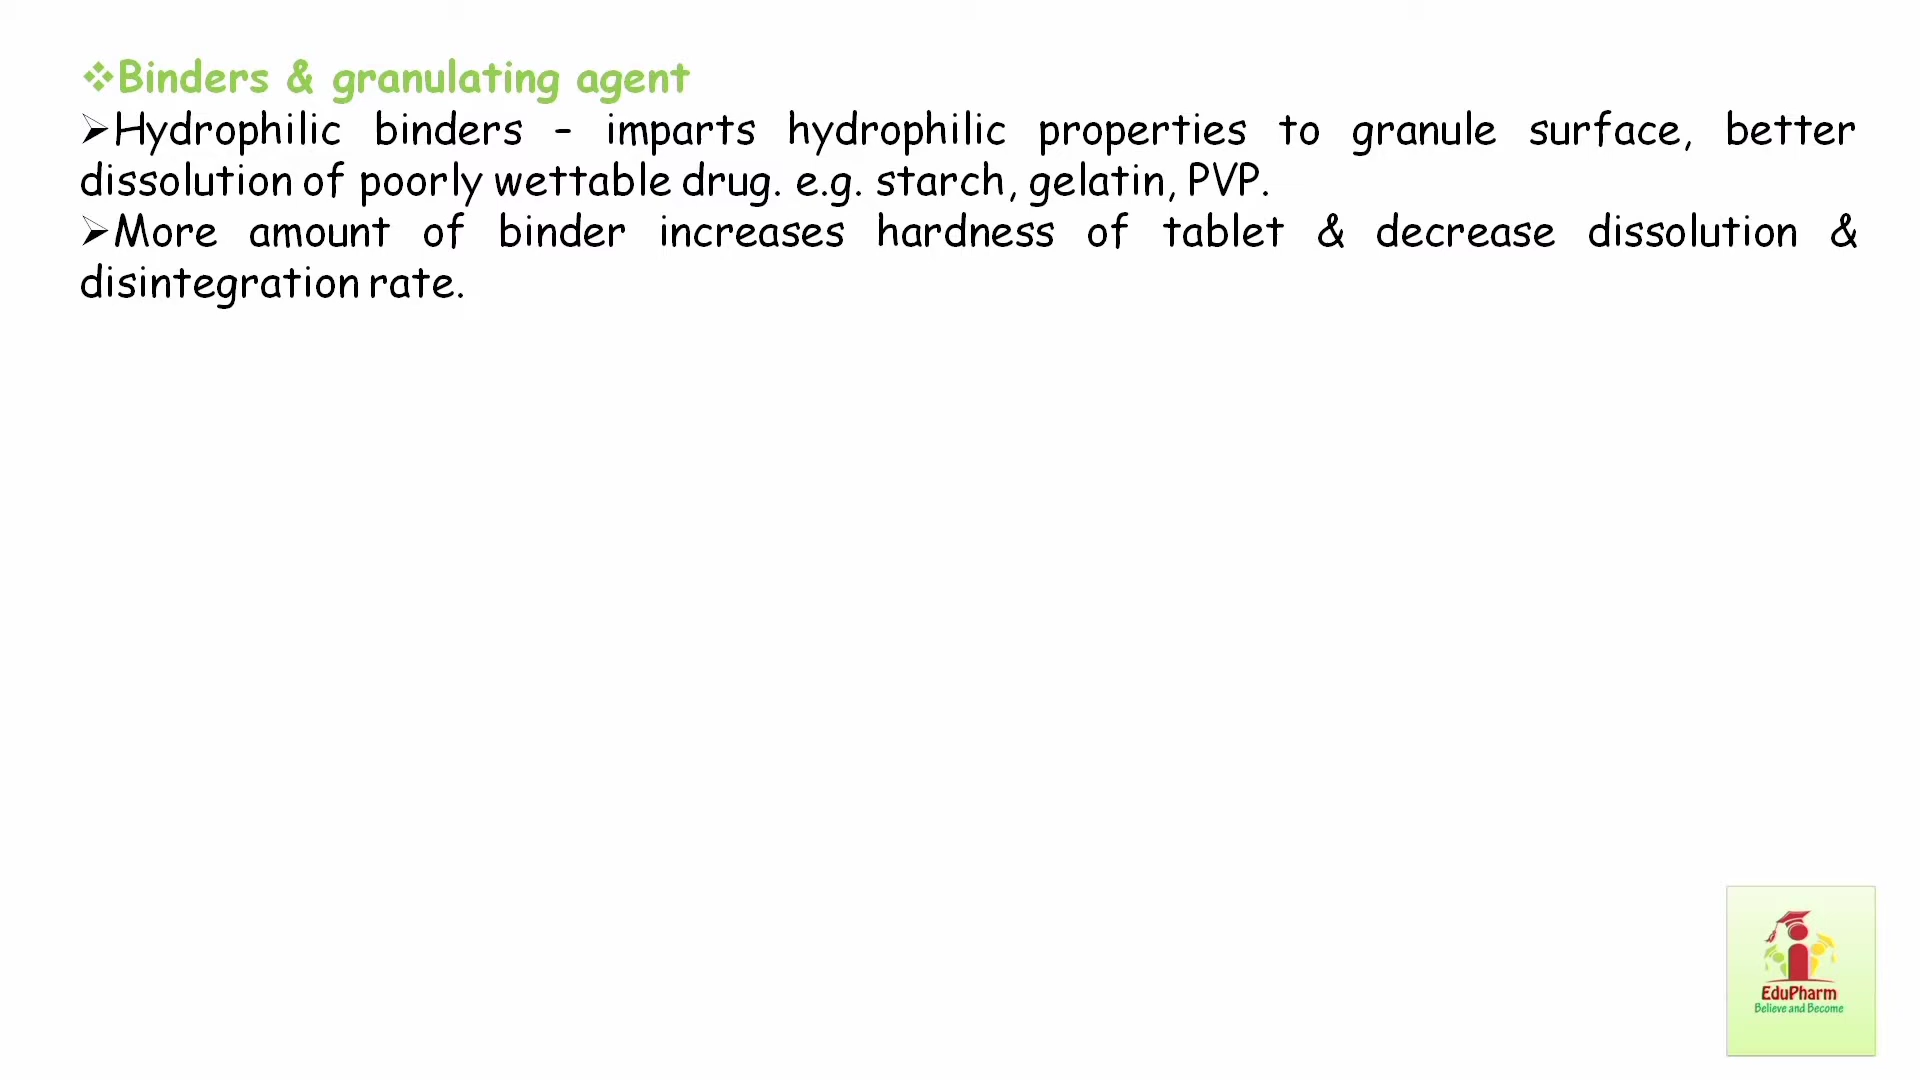 ❖Binders & granulating agent
➢Hydrophilic binders – imparts hydrophilic properties to granule surface, better
dissolution of poorly wettable drug. e.g. starch, gelatin, PVP.
➢More amount of binder increases hardness of tablet & decrease dissolution &
disintegration rate.
EduPharm
Believe and Become